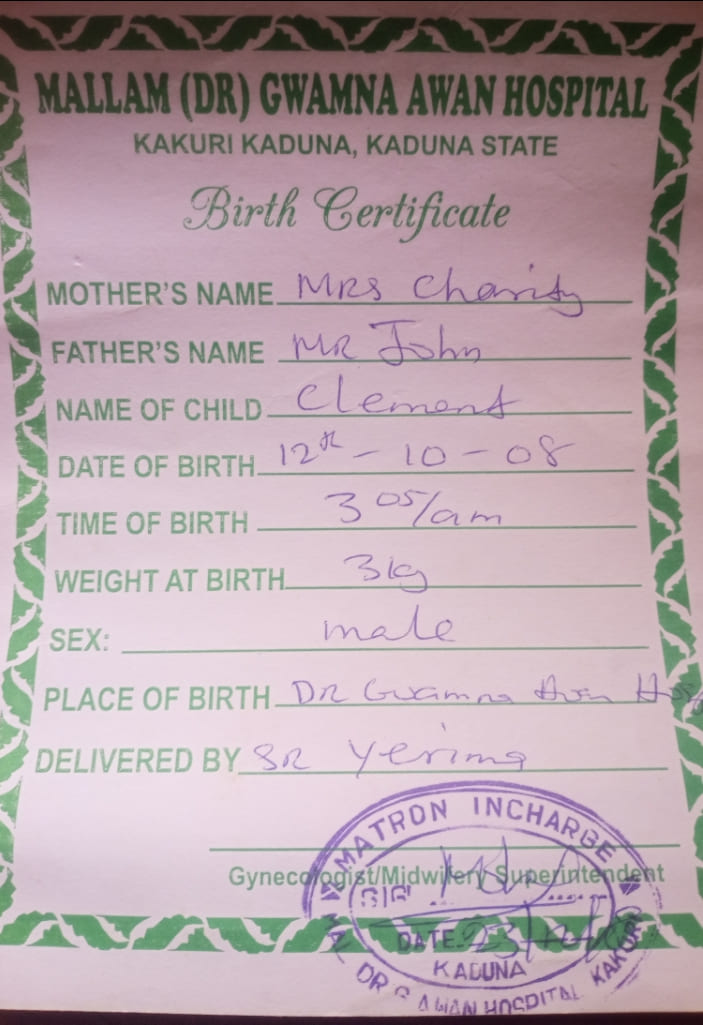 MALLAM (DR) GWAMNA AWAN HOSPITAL
KAKURI KADUNA, KADUNA STATE
Birth Certificate
MOTHER'S NAME Mrs Charity
FATHER'S NAME MR John
NAME OF CHILD Clement
DATE OF BIRTH 12th - 10 - 08
TIME OF BIRTH 3 05/am
WEIGHT AT BIRTH 3kg
SEX: male
PLACE OF BIRTH DR Gwamna Awan
DELIVERED BY SR Yerima
MATRON INCHARGE
Gynecologist/Midwifery Superintendent
SIGN
DATE: 23/
KADUNA
DR G AWAN HOSPITAL KAKURI